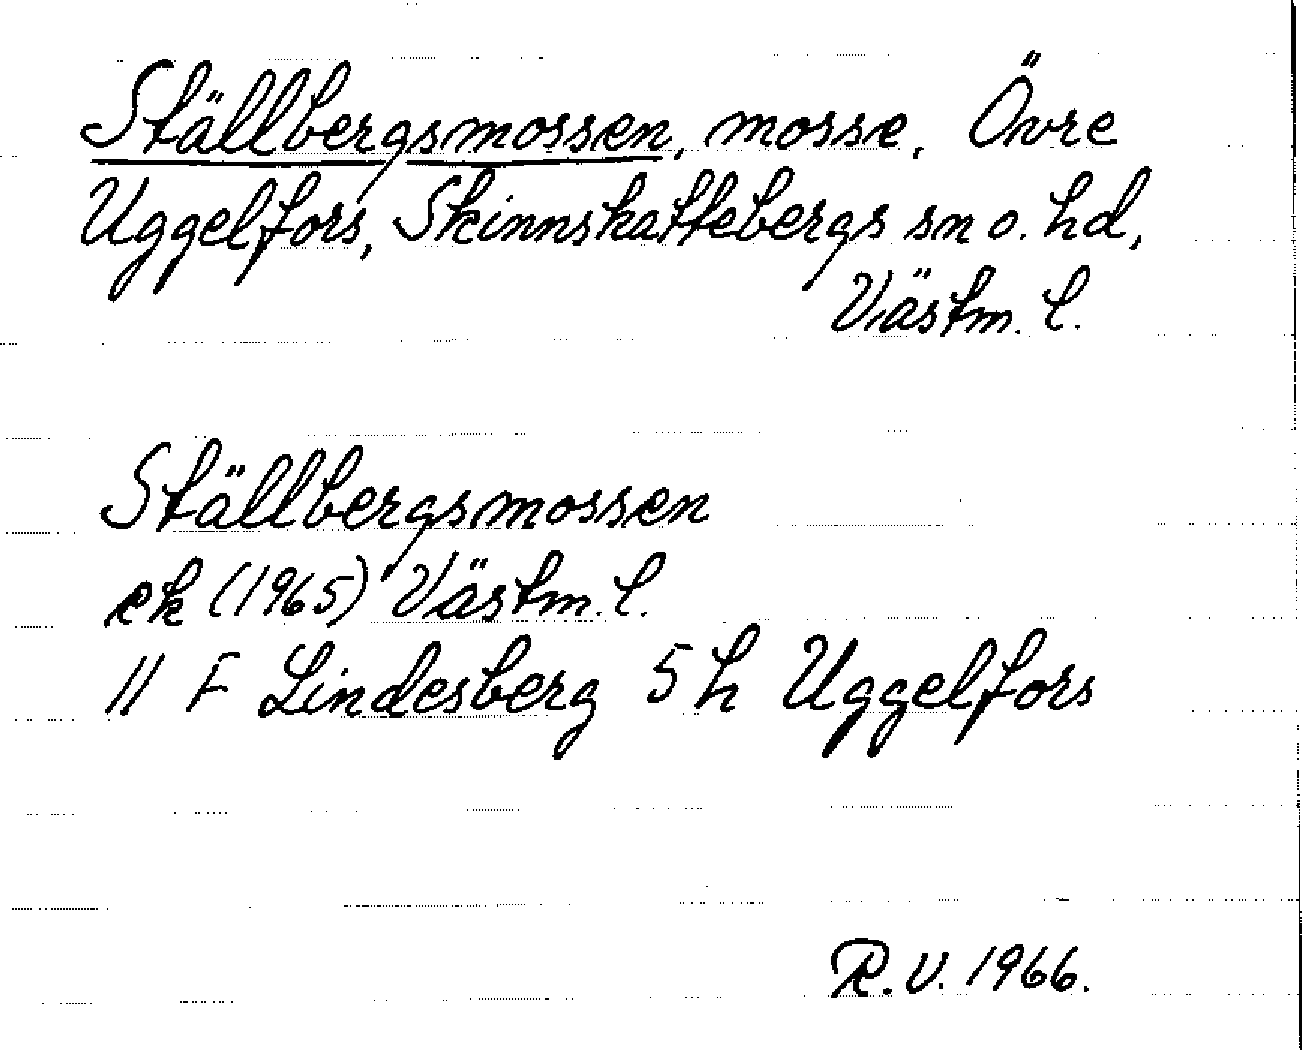 Ställbergsmossen, mosse, Övre
Uggelfors, Skinnskattebergs sn o. hd,
Västm. l.
Ställbergsmossen
ek (1965) Västm. l.
11 F Lindesberg 5 h Uggelfors
R.V. 1966.